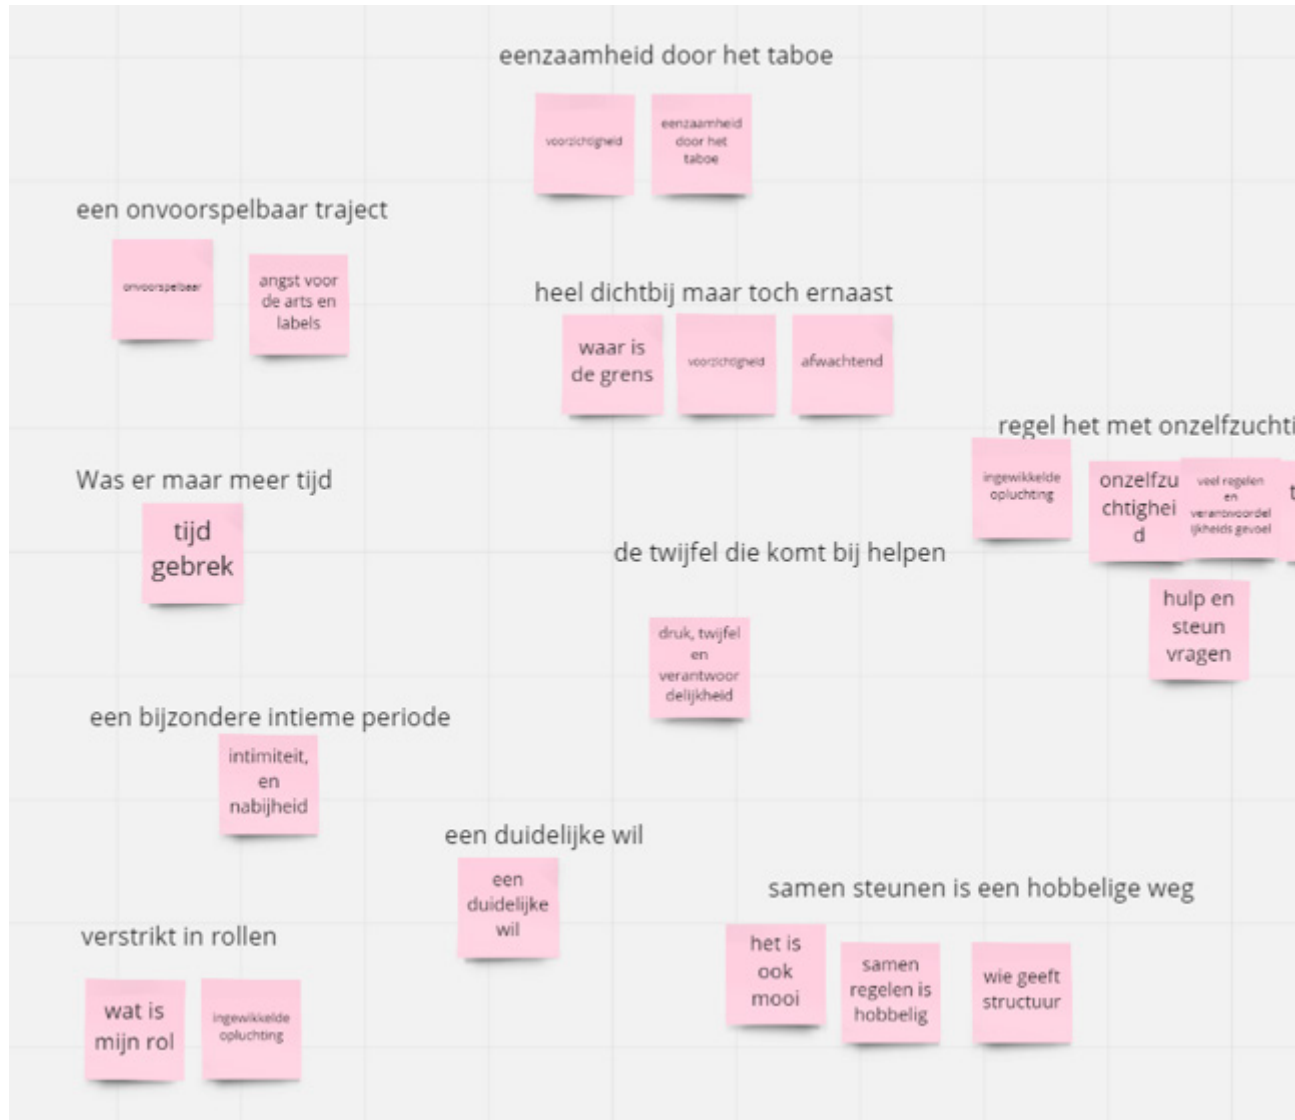 eenzaamheid door het taboe
voorzichtigheid
eenzaamheid
door het
taboe
een onvoorspelbaar traject
onvoorspelbaar
angst voor
de arts en
labels
heel dichtbij maar toch ernaast
waar is
de grens
voorzichtigheid
afwachtend
regel het met onzelfzuchti
ingewikkelde
opluchting
onzelfzu
chtighei
d
veel regelen
en
verantwoordel
ijkheids gevoel
t
hulp en
steun
vragen
Was er maar meer tijd
tijd
gebrek
de twijfel die komt bij helpen
druk, twijfel
en
verantwoor
delijkheid
een bijzondere intieme periode
intimiteit,
en
nabijheid
een duidelijke wil
een
duidelijke
wil
samen steunen is een hobbelige weg
het is
ook
mooi
samen
regelen is
hobbelig
wie geeft
structuur
verstrikt in rollen
wat is
mijn rol
ingewikkelde
opluchting